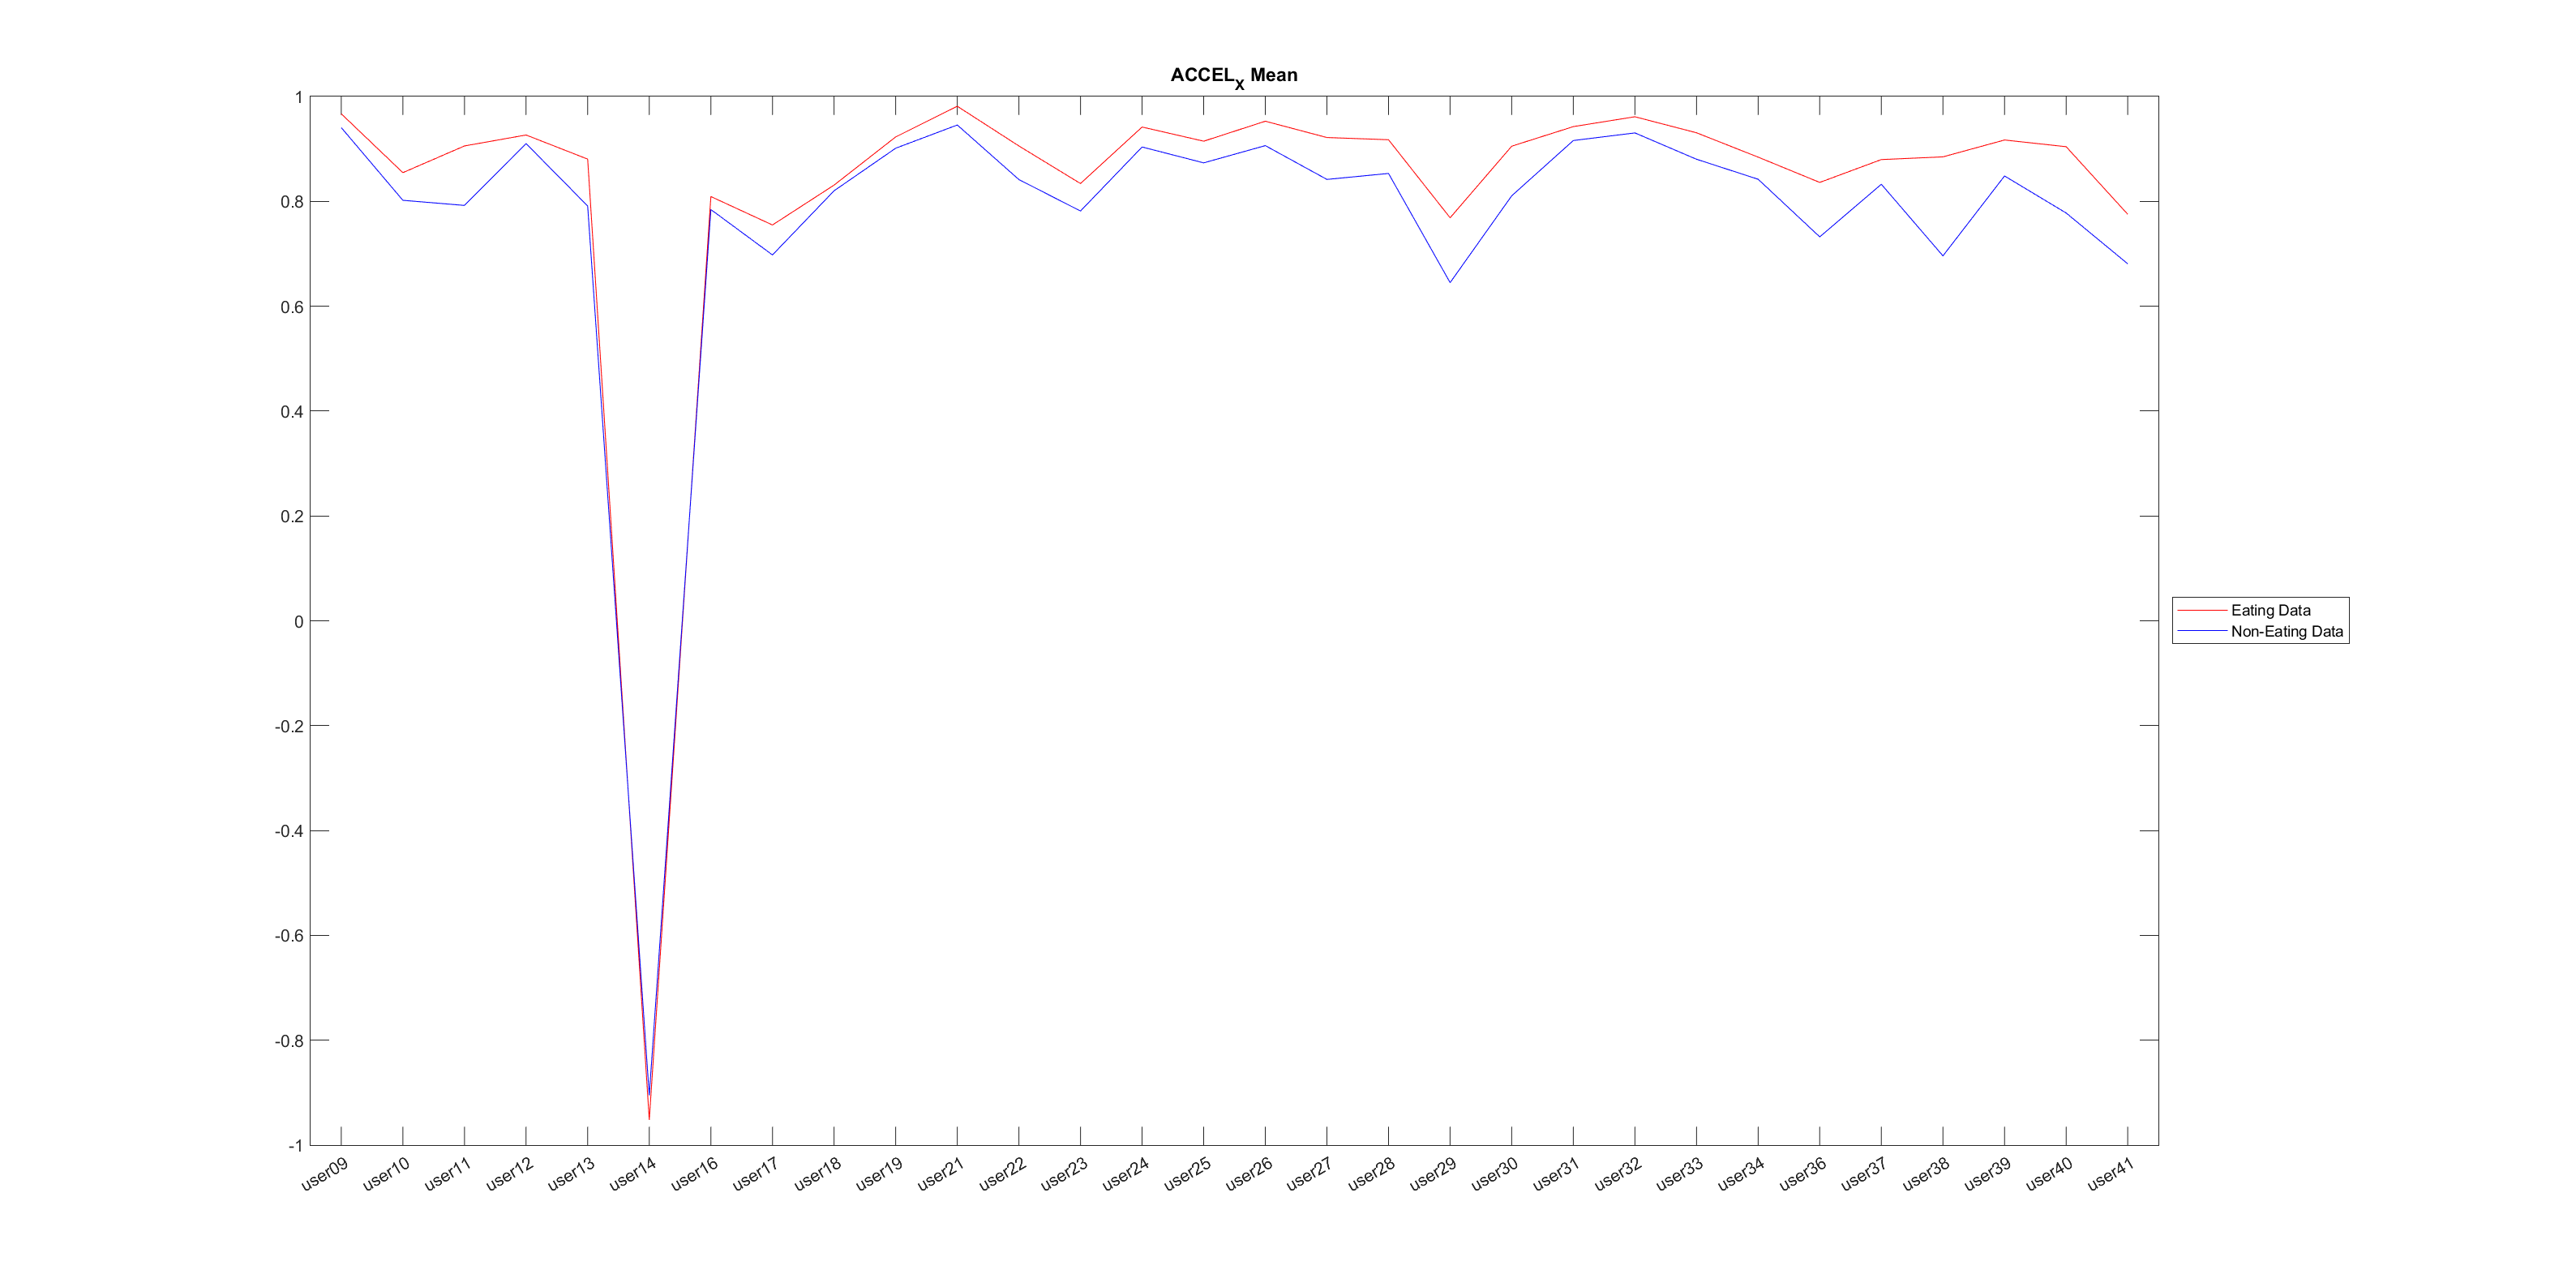 ACCELX Mean
1
0.8
0.6
0.4
0.2
0
-0.2
-0.4
-0.6
-0.8
-1
user09 user10 user11 user12 user13 user14 user16 user17 user18 user19 user21 user22 user23 user24 user25 user26 user27 user28 user29 user30 user31 user32 user33 user34 user36 user37 user38 user39 user40 user41
Eating Data
Non-Eating Data